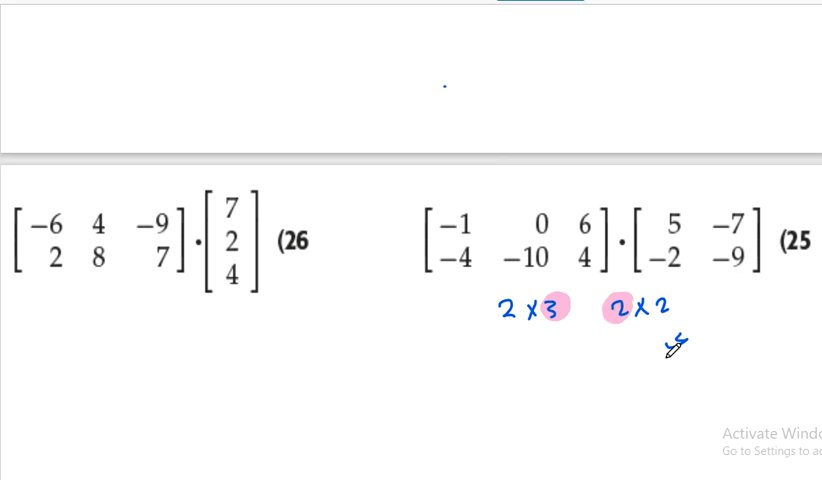 [−6 4 −9] · [7] (26
[2 8 7] [2]
[4]
[−1 0 6] · [5 −7] (25
[−4 −10 4] [−2 −9]
2 × 3 2 × 2
Activate Windo
Go to Settings to ac